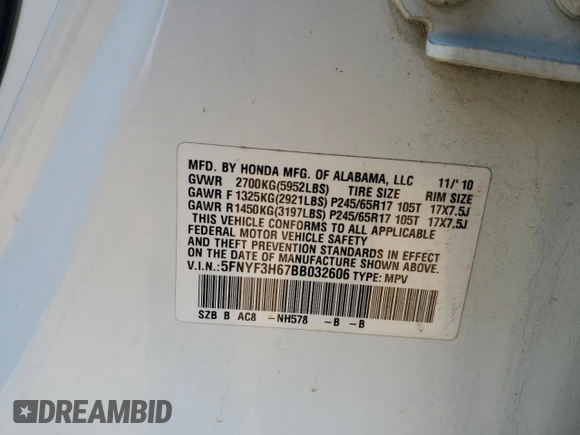 MFD. BY HONDA MFG. OF ALABAMA, LLC 11/'10
GVWR 2700KG(5952LBS) TIRE SIZE RIM SIZE
GAWR F 1325KG(2921LBS) P245/65R17 105T 17X7.5J
GAWR R 1450KG(3197LBS) P245/65R17 105T 17X7.5J
THIS VEHICLE CONFORMS TO ALL APPLICABLE
FEDERAL MOTOR VEHICLE SAFETY
AND THEFT PREVENTION STANDARDS IN EFFECT
ON THE DATE OF MANUFACTURE SHOWN ABOVE.
V.I.N.:5FNYF3H67BB032606 TYPE: MPV
SZB B AC8 -NH578 -B -B
DREAMBID